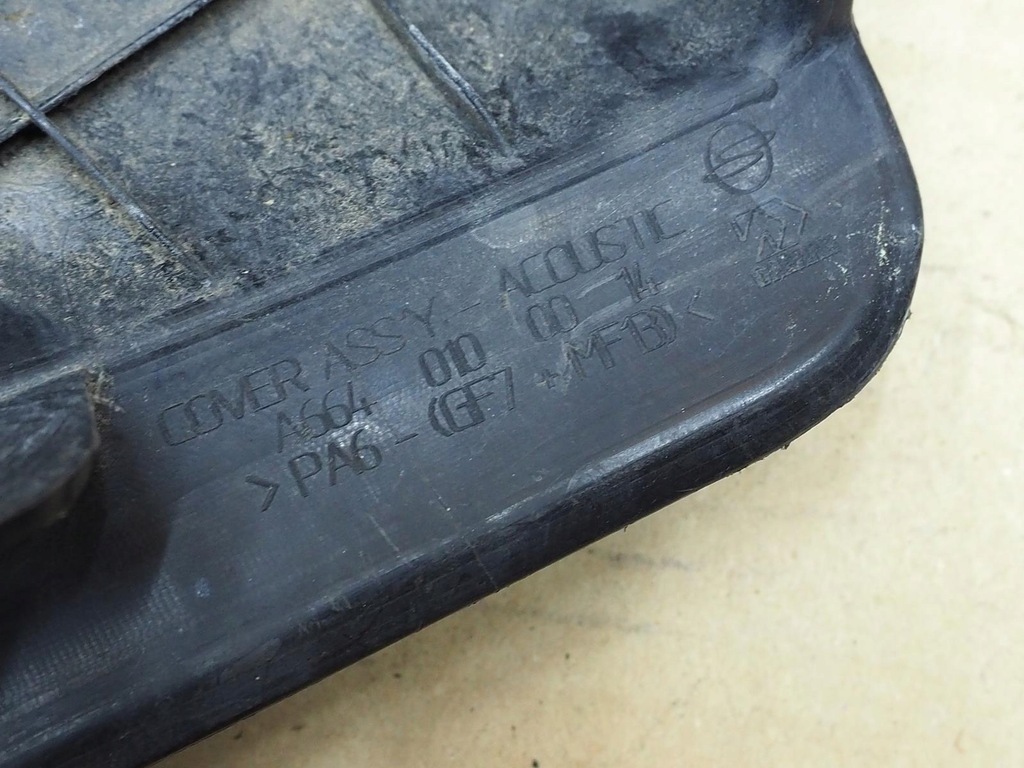 COVER ASSY - ACOUSTIC
A664 010 00 14
>PA6-(GF7 +MF13)<